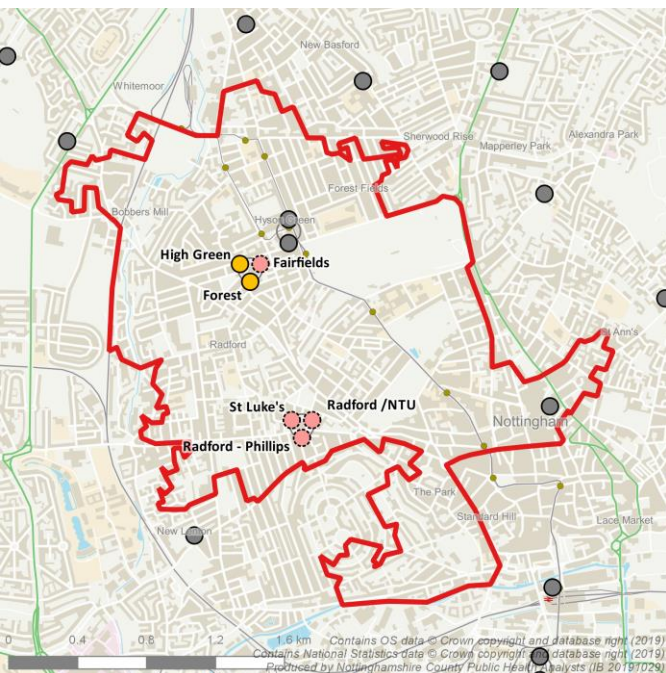 New Basford
Whitemoor
Sherwood Rise
Alexandra Park
Mapperley Park
Forest Fields
Bobbers Mill
Hyson Green
High Green
Fairfields
Forest
St Ann's
Radford
St Luke's
Radford /NTU
Nottingham
Radford - Phillips
The Park
Standard Hill
Lace Market
New Lenton
0 0.4 0.8 1.2 1.6 km
Contains OS data © Crown copyright and database right (2019)
Contains National Statistics data © Crown copyright and database right (2019)
Produced by Nottinghamshire County Public Health Analysts (IB 20191029)